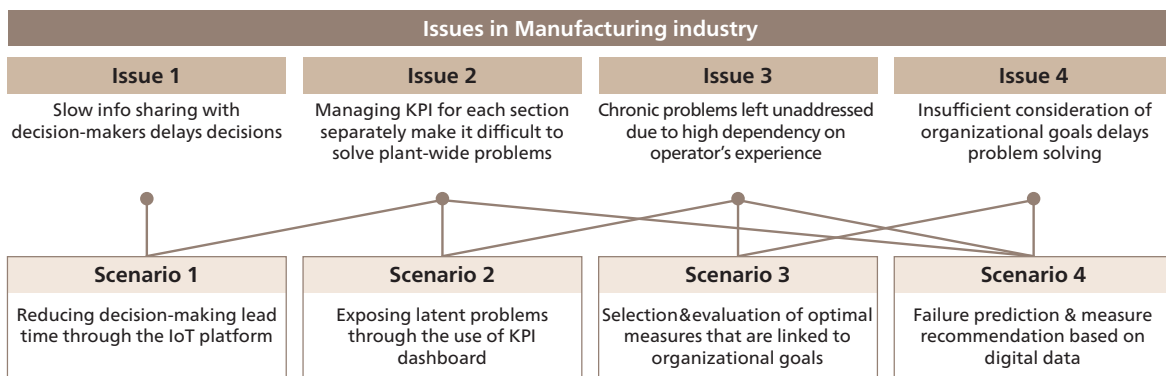 Issues in Manufacturing industry
Issue 1
Slow info sharing with
decision-makers delays decisions
Issue 2
Managing KPI for each section
separately make it difficult to
solve plant-wide problems
Issue 3
Chronic problems left unaddressed
due to high dependency on
operator’s experience
Issue 4
Insufficient consideration of
organizational goals delays
problem solving
Scenario 1
Reducing decision-making lead
time through the IoT platform
Scenario 2
Exposing latent problems
through the use of KPI
dashboard
Scenario 3
Selection&evaluation of optimal
measures that are linked to
organizational goals
Scenario 4
Failure prediction & measure
recommendation based on
digital data